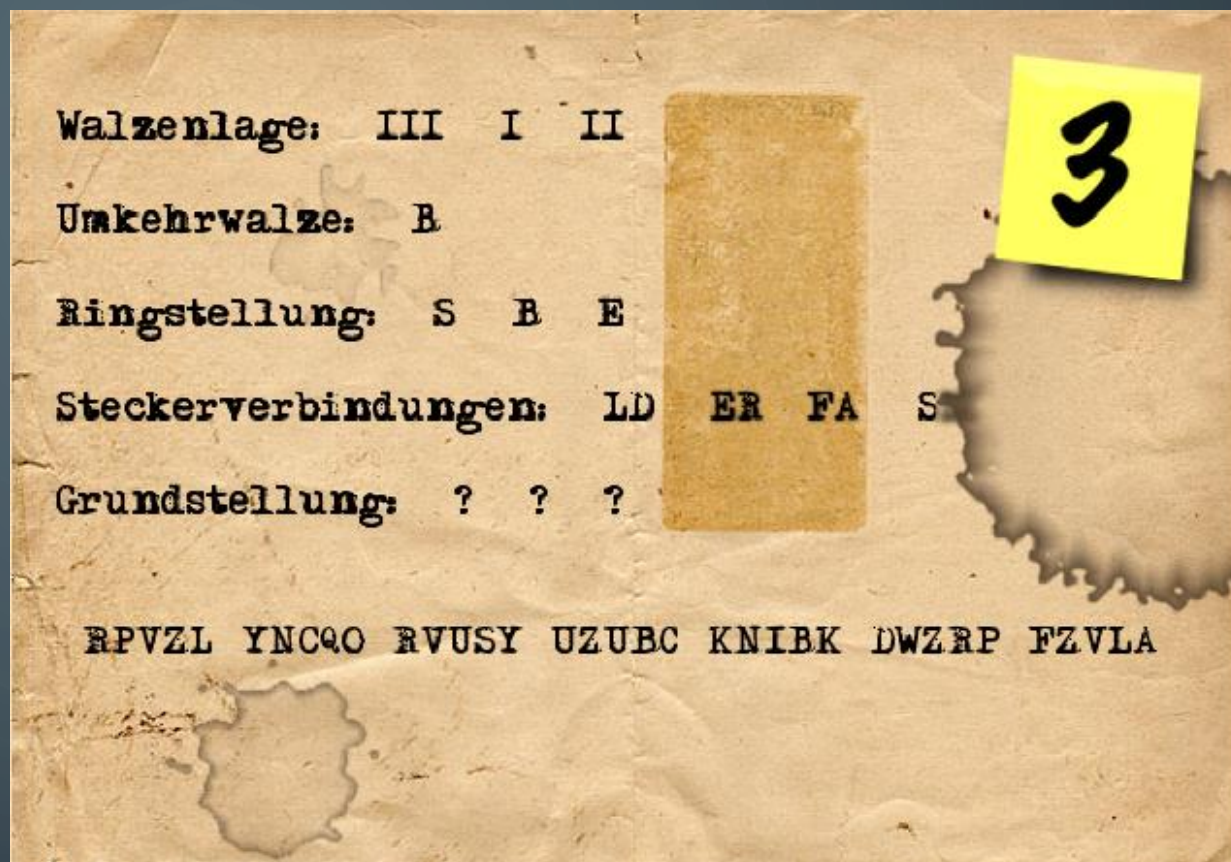 3
Walzenlage: III I II
Umkehrwalze: B
Ringstellung: S B E
Steckerverbindungen: LD ER FA S
Grundstellung: ? ? ?
RPVZL YNCQO RVUSY UZUBC KNIBK DWZRP FZVLA